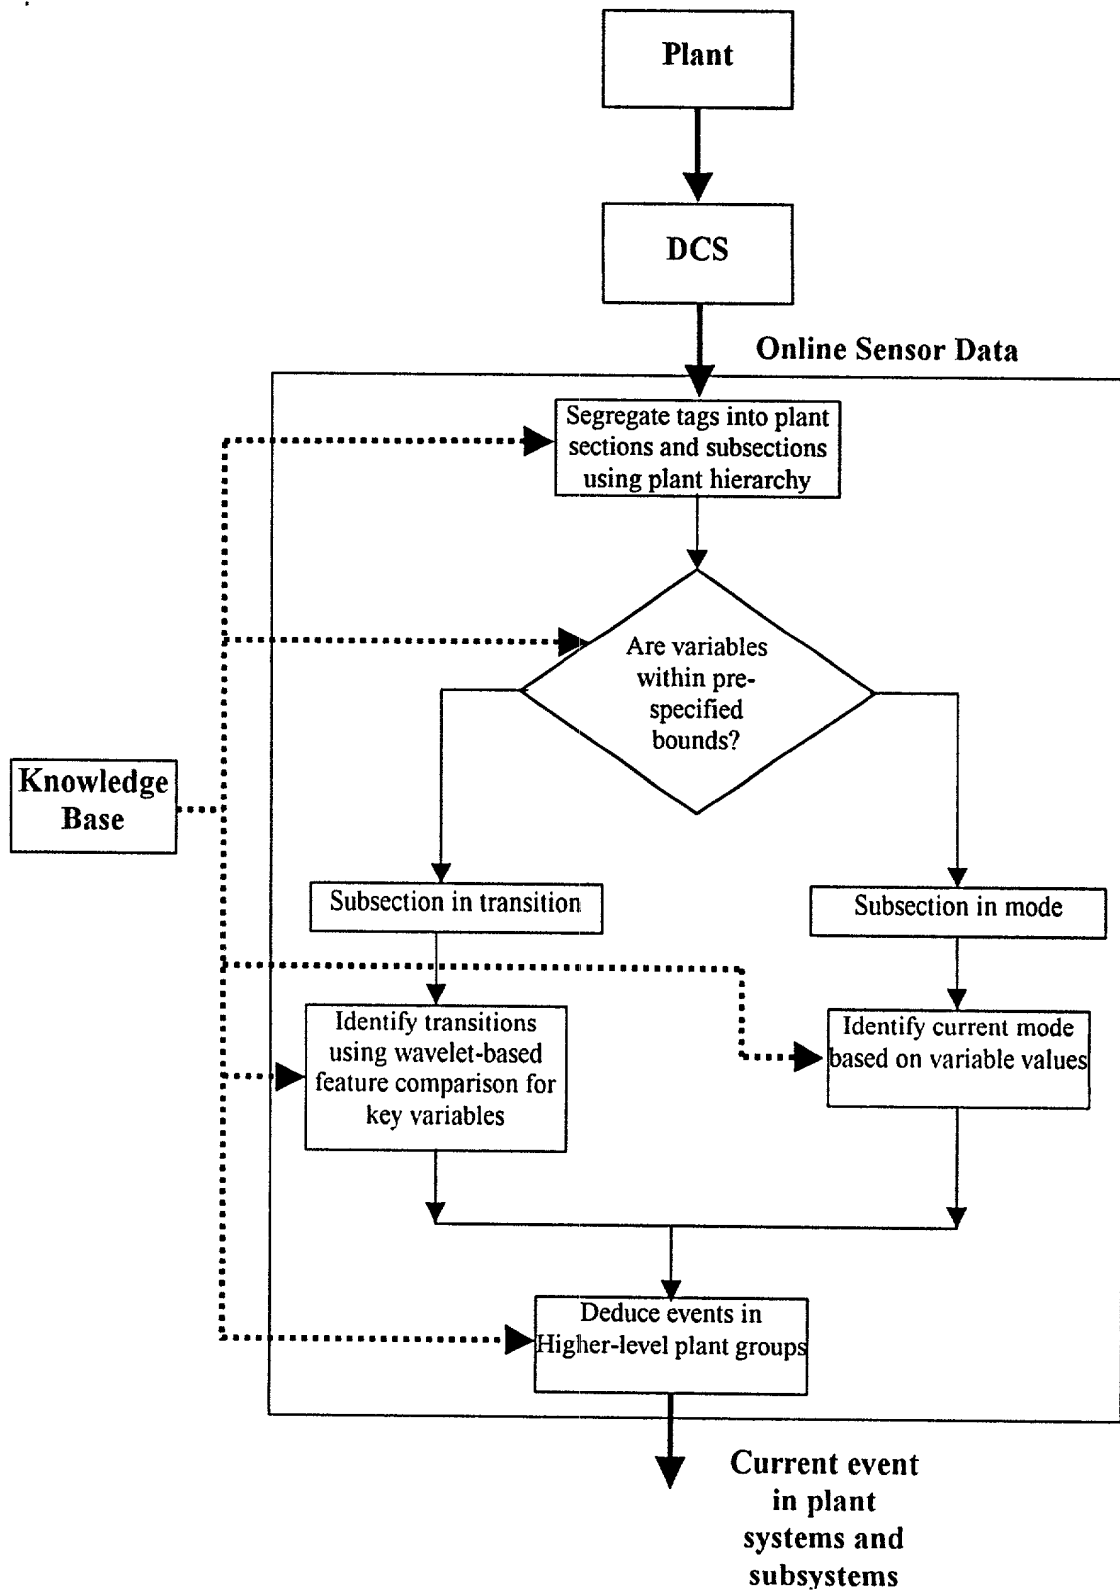 Plant
DCS
Online Sensor Data
Segregate tags into plant
sections and subsections
using plant hierarchy
Are variables
within pre-
specified
bounds?
Knowledge
Base
Subsection in transition
Subsection in mode
Identify transitions
using wavelet-based
feature comparison for
key variables
Identify current mode
based on variable values
Deduce events in
Higher-level plant groups
Current event
in plant
systems and
subsystems